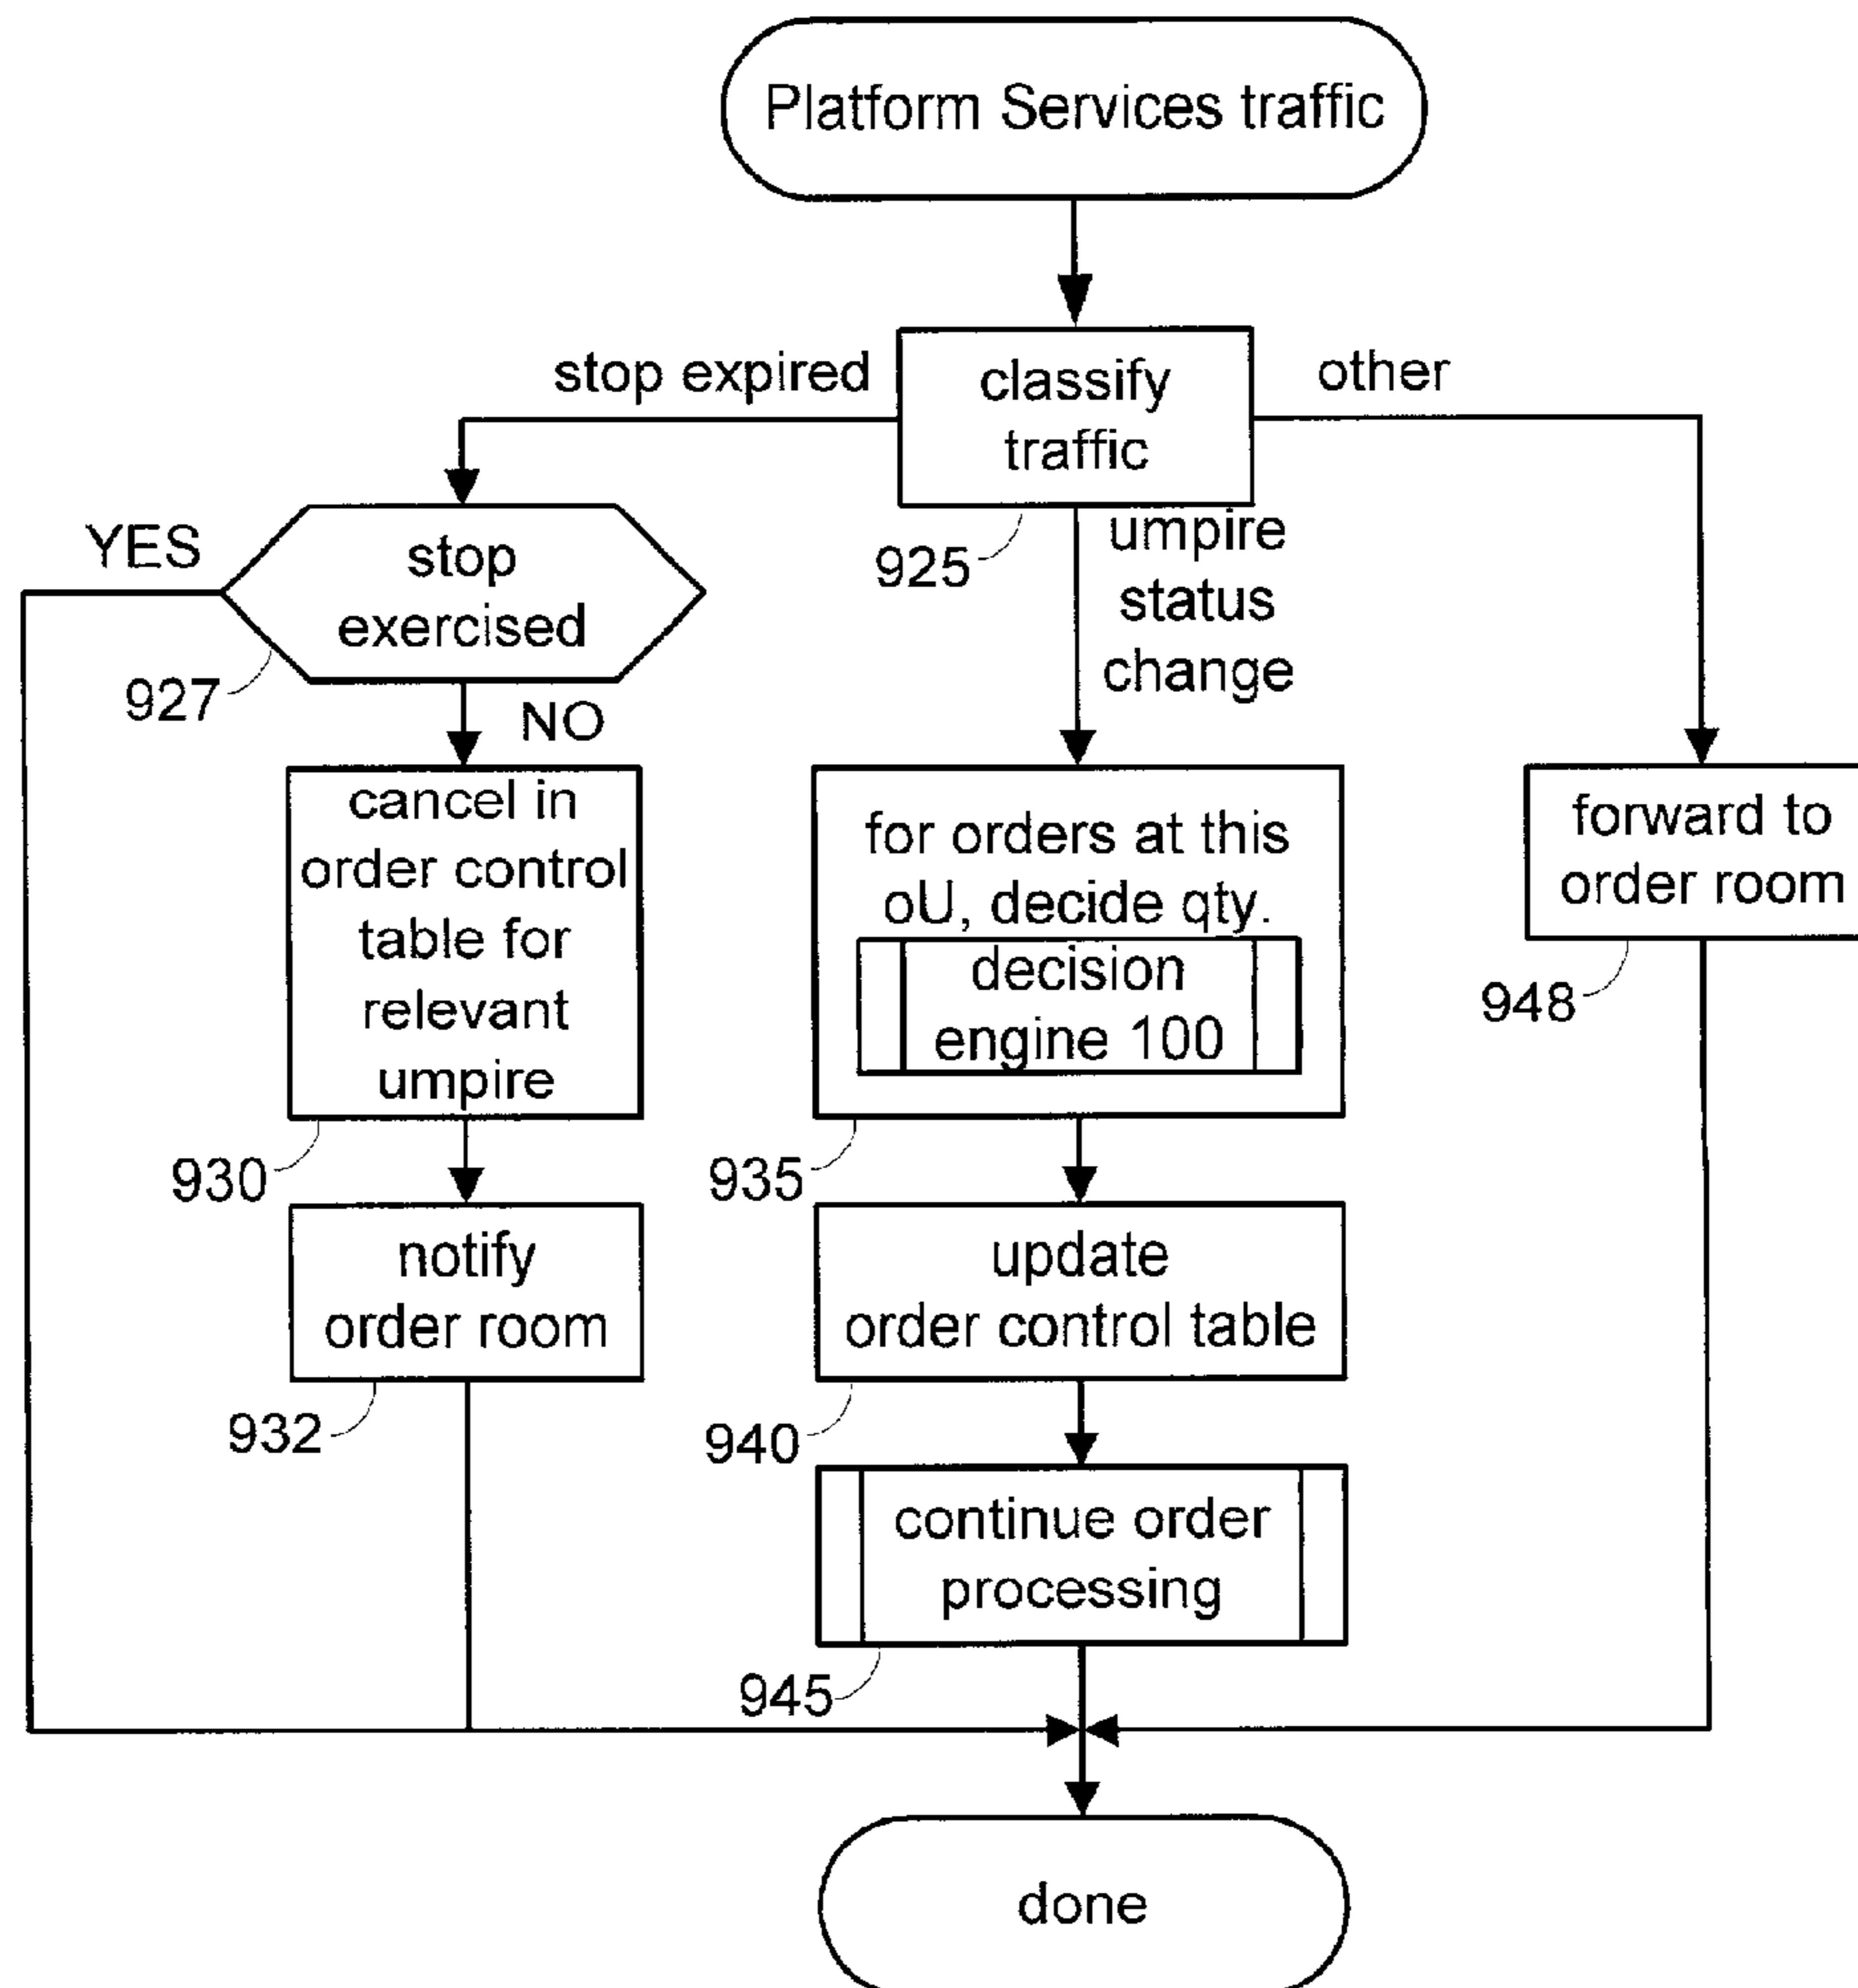 Platform Services traffic
stop expired
classify
traffic
other
925
umpire
status
change
YES
stop
exercised
927
NO
cancel in
order control
table for
relevant
umpire
930
notify
order room
932
for orders at this
oU, decide qty.
decision
engine 100
935
update
order control table
940
continue order
processing
945
forward to
order room
948
done